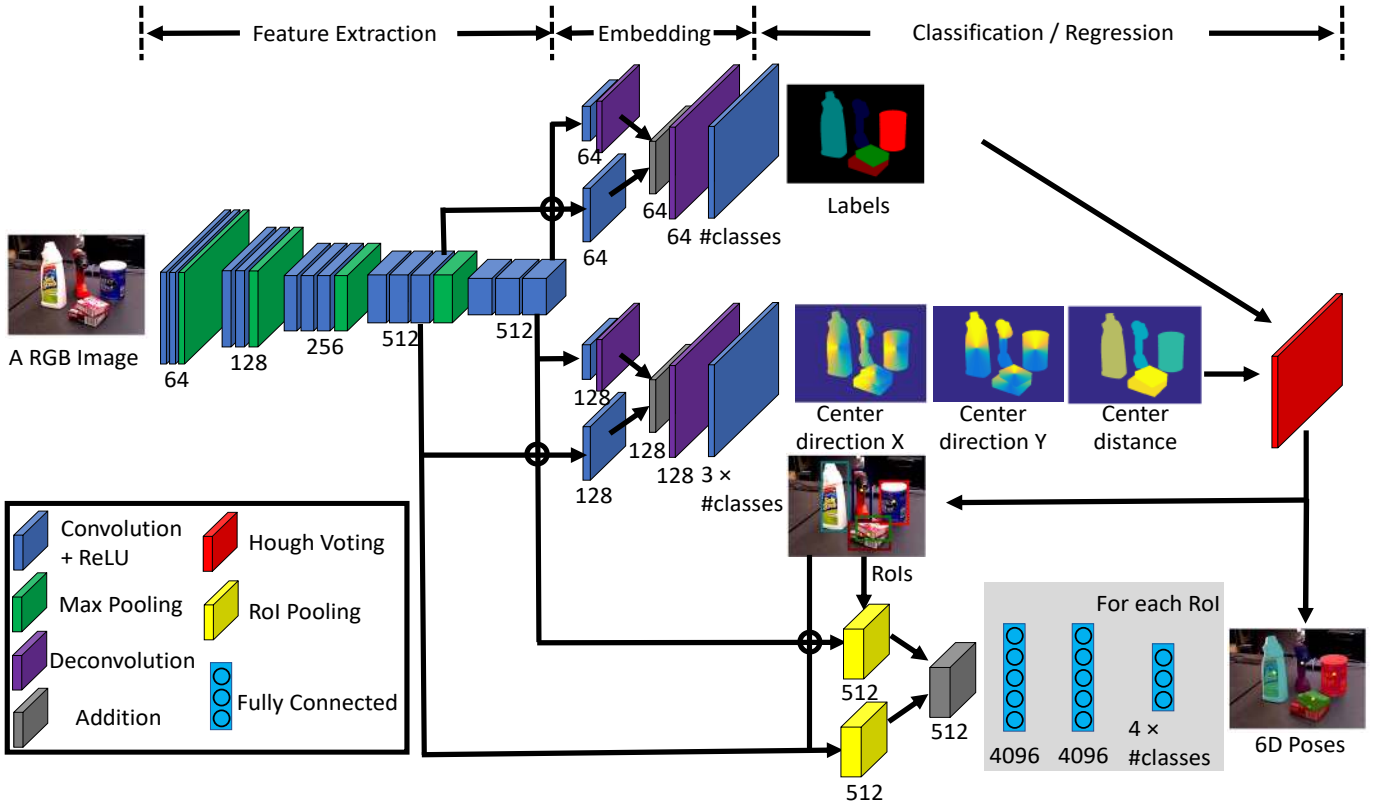 Feature Extraction
Embedding
Classification / Regression
64
64
64
64 #classes
Labels
A RGB Image
64
128
256
512
512
128
128
128
128
3 ×
#classes
Center
direction X
Center
direction Y
Center
distance
RoIs
Convolution
+ ReLU
Hough Voting
Max Pooling
RoI Pooling
Deconvolution
Addition
Fully Connected
512
512
512
For each RoI
4096
4096
4 ×
#classes
6D Poses